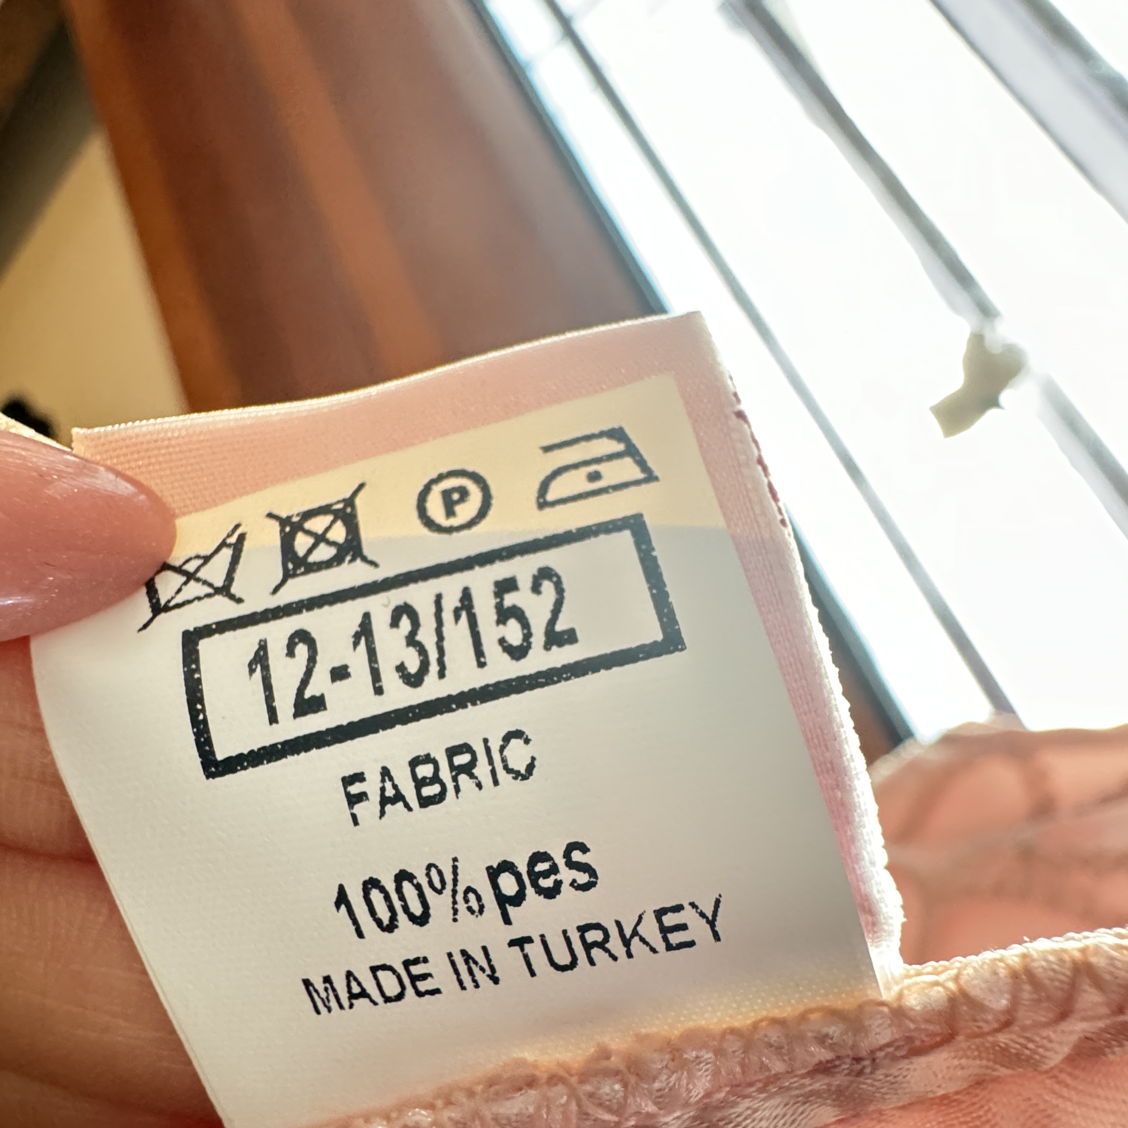 P
12-13/152
FABRIC
100% pes
MADE IN TURKEY